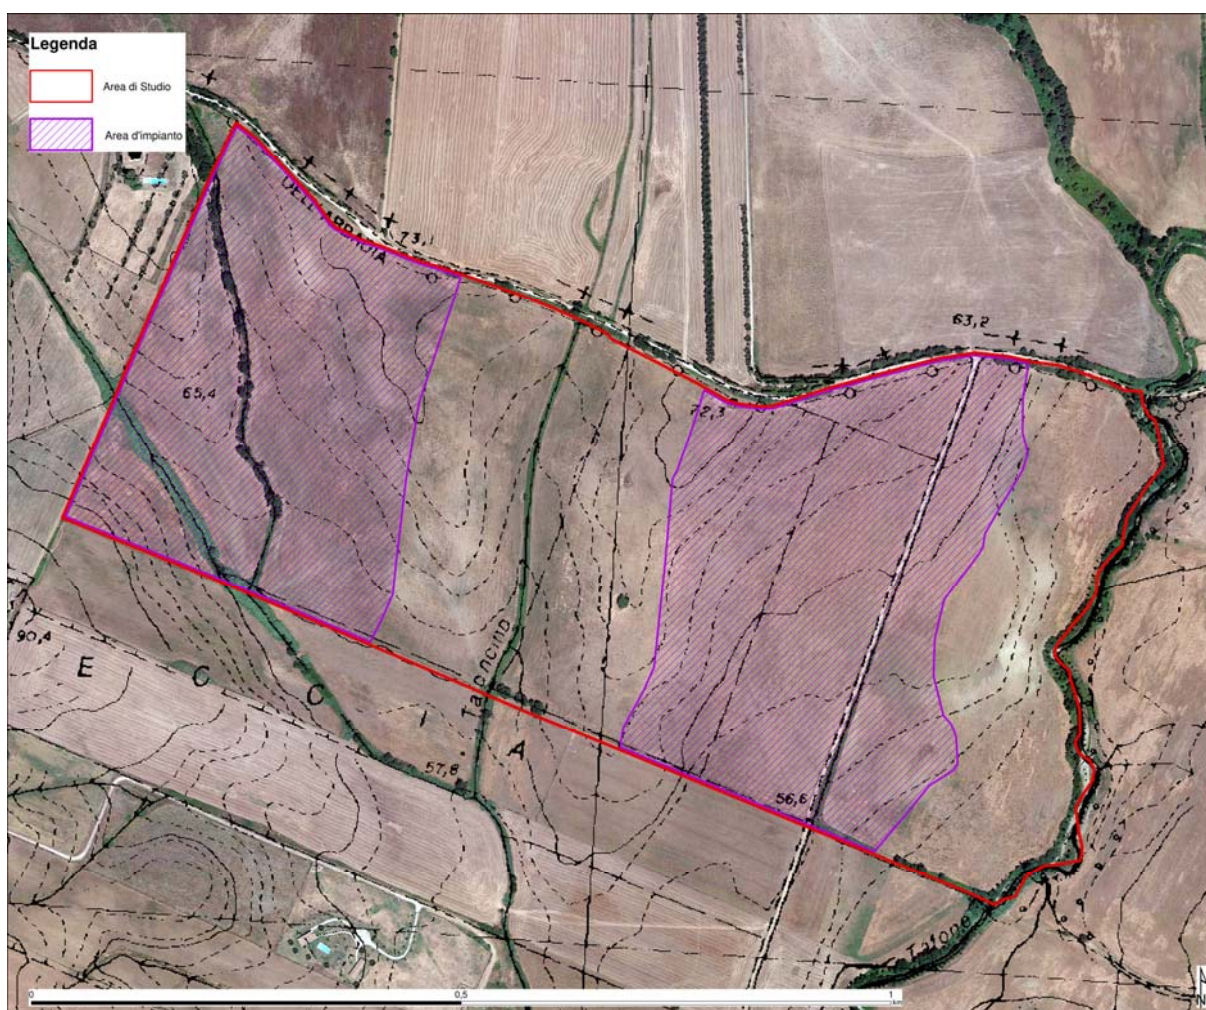 Legenda
Area di Studio
Area d'impianto
73,1
63,2
65,4
72,3
Taponcino
90,4
E C C I A
57,8
56,6
Tafone
0 0,5 1
N